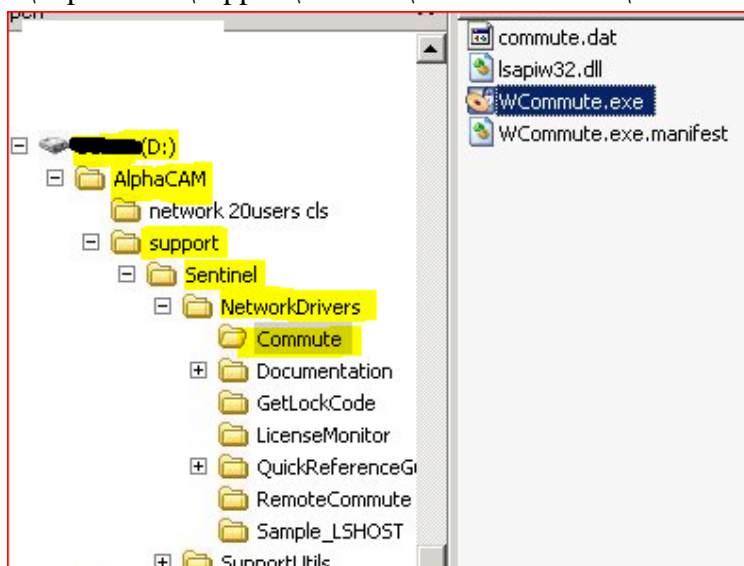 (D:)
AlphaCAM
network 20users cls
support
Sentinel
NetworkDrivers
Commute
Documentation
GetLockCode
LicenseMonitor
QuickReferenceG
RemoteCommute
Sample_LSHOST
SupportUtils
commute.dat
lsapiw32.dll
WCommute.exe
WCommute.exe.manifest